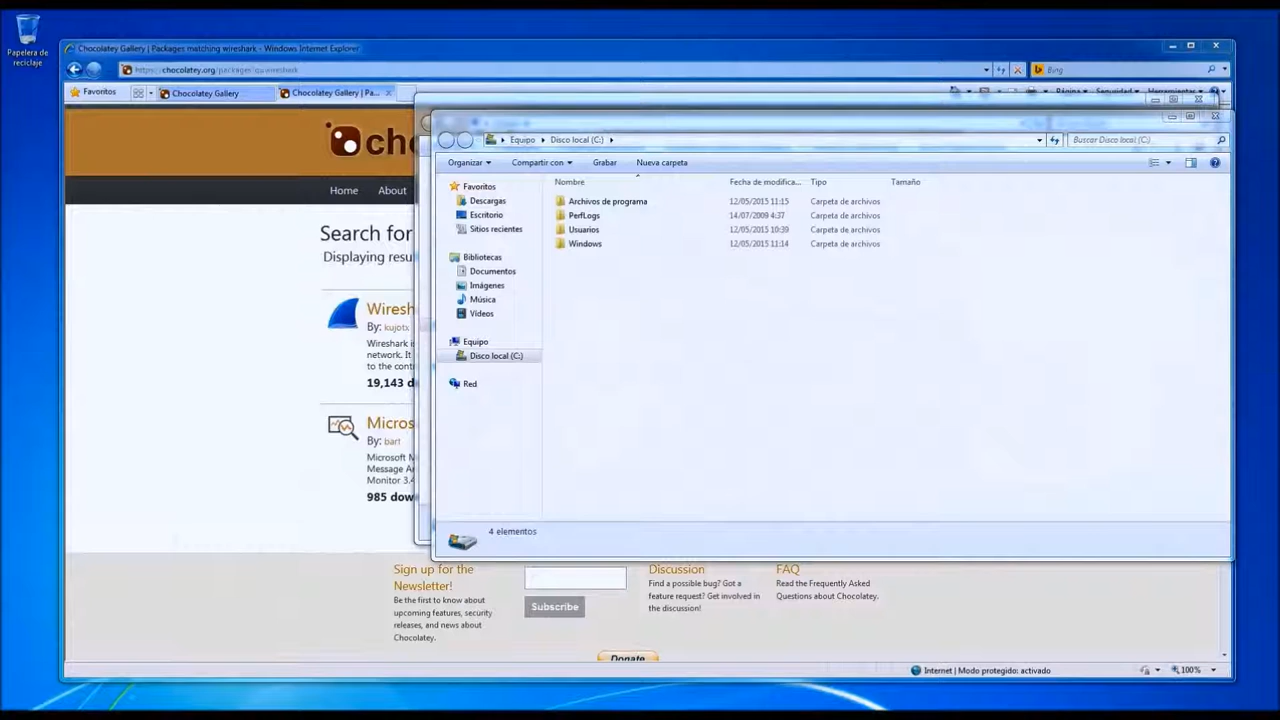 Papelera de
reciclaje
Chocolatey Gallery | Packages matching wireshark - Windows Internet Explorer
Bing
Favoritos
Chocolatey Gallery
Chocolatey Gallery | Pa...
Página
Seguridad
Herramientas
cho
Home
About
Search for
Displaying resu
Wiresh
By: kujotx
Wireshark is
network. It
to the contr
19,143 d
Micros
By: bart
Microsoft M
Message An
Monitor 3.4
985 dow
Equipo
Disco local (C:)
Buscar Disco local (C:)
Organizar
Compartir con
Grabar
Nueva carpeta
Favoritos
Descargas
Escritorio
Sitios recientes
Bibliotecas
Documentos
Imágenes
Música
Vídeos
Equipo
Disco local (C:)
Red
Nombre
Fecha de modifica...
Tipo
Tamaño
Archivos de programa
12/05/2015 11:15
Carpeta de archivos
PerfLogs
14/07/2009 4:37
Carpeta de archivos
Usuarios
12/05/2015 10:39
Carpeta de archivos
Windows
12/05/2015 11:14
Carpeta de archivos
4 elementos
Sign up for the
Newsletter!
Be the first to know about
upcoming features, security
releases, and news about
Chocolatey.
Subscribe
Discussion
Find a possible bug? Got a
feature request? Get involved in
the discussion!
FAQ
Read the Frequently Asked
Questions about Chocolatey.
Donate
Internet | Modo protegido: activado
100%